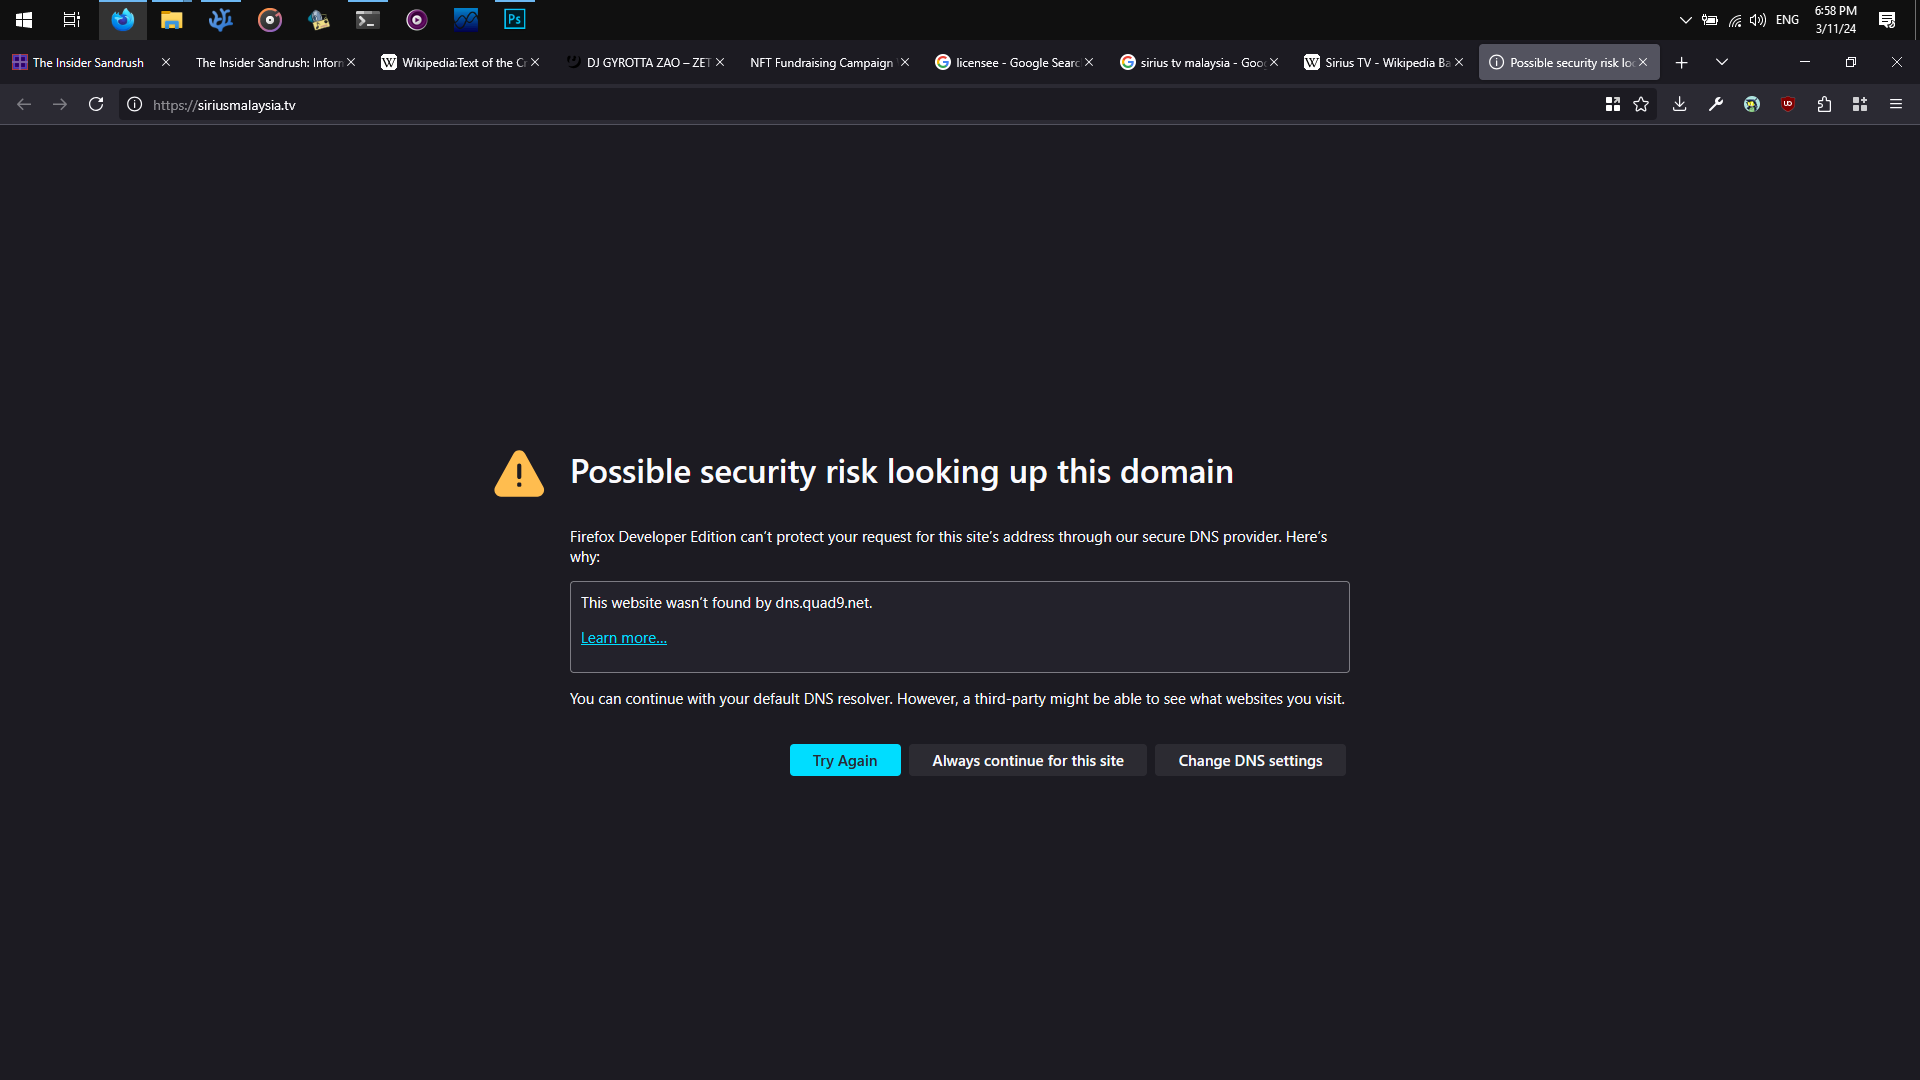 Ps
ENG
6:58 PM
3/11/24
The Insider Sandrush
The Insider Sandrush: Inform
Wikipedia:Text of the Cr
DJ GYROTTA ZAO – ZET
NFT Fundraising Campaign
licensee - Google Searc
sirius tv malaysia - Goog
Sirius TV - Wikipedia Ba
Possible security risk lo
https://siriusmalaysia.tv
Possible security risk looking up this domain
Firefox Developer Edition can’t protect your request for this site’s address through our secure DNS provider. Here’s
why:
This website wasn’t found by dns.quad9.net.
Learn more…
You can continue with your default DNS resolver. However, a third-party might be able to see what websites you visit.
Try Again
Always continue for this site
Change DNS settings